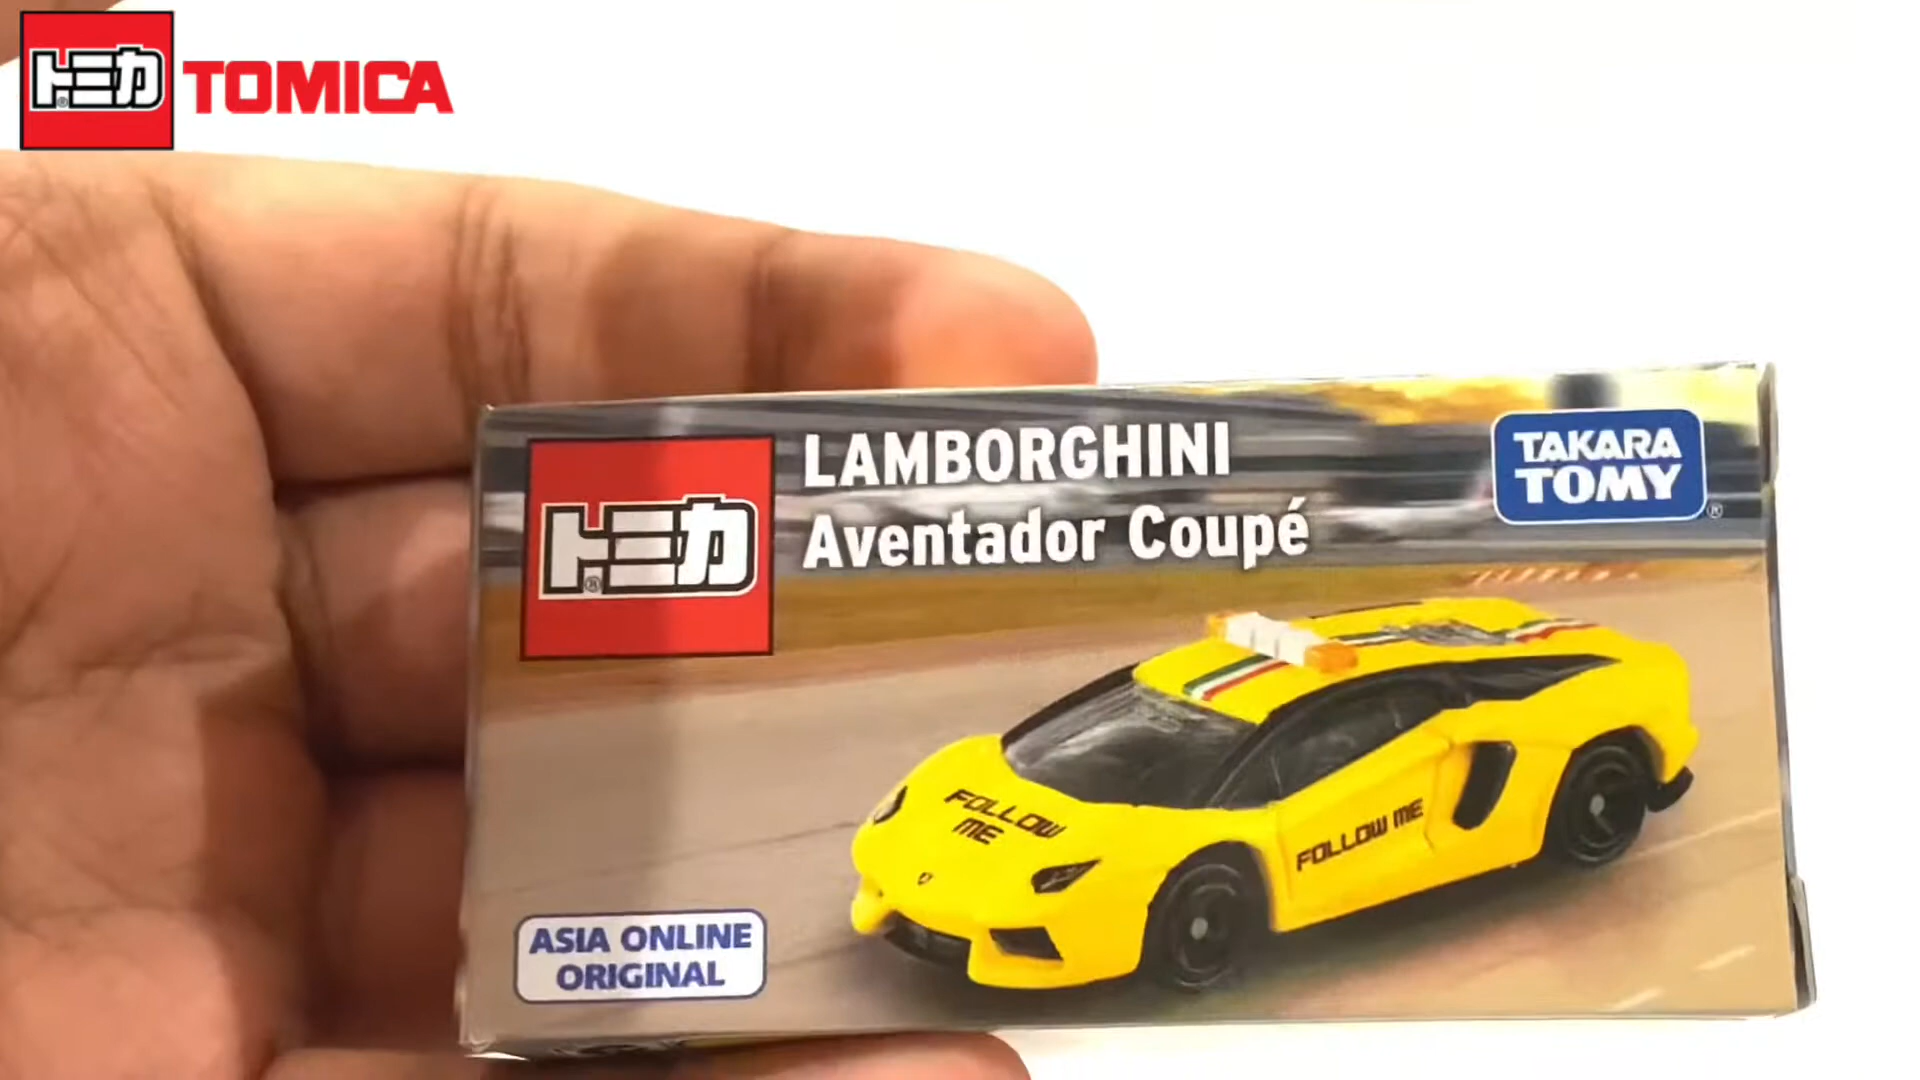 トミカ
TOMICA
LAMBORGHINI
Aventador Coupé
トミカ
TAKARA
TOMY
FOLLOW
ME
FOLLOW ME
ASIA ONLINE
ORIGINAL